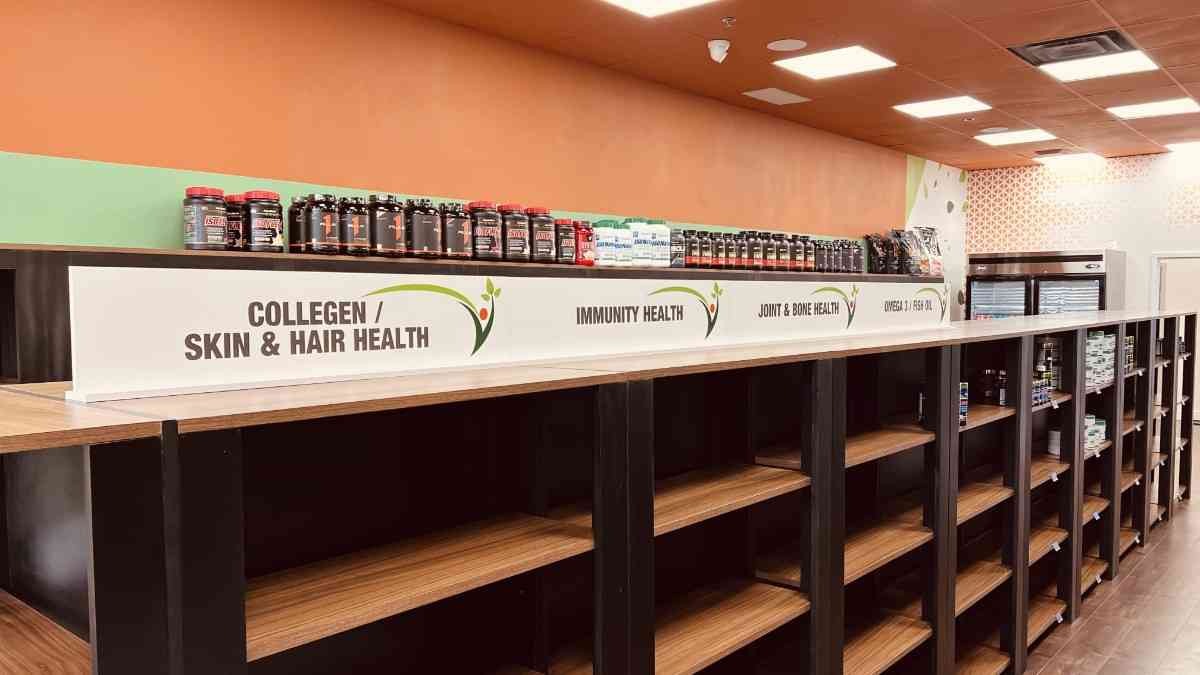 COLLEGEN /
SKIN & HAIR HEALTH
IMMUNITY HEALTH
JOINT & BONE HEALTH
OMEGA 3 / FISH OIL